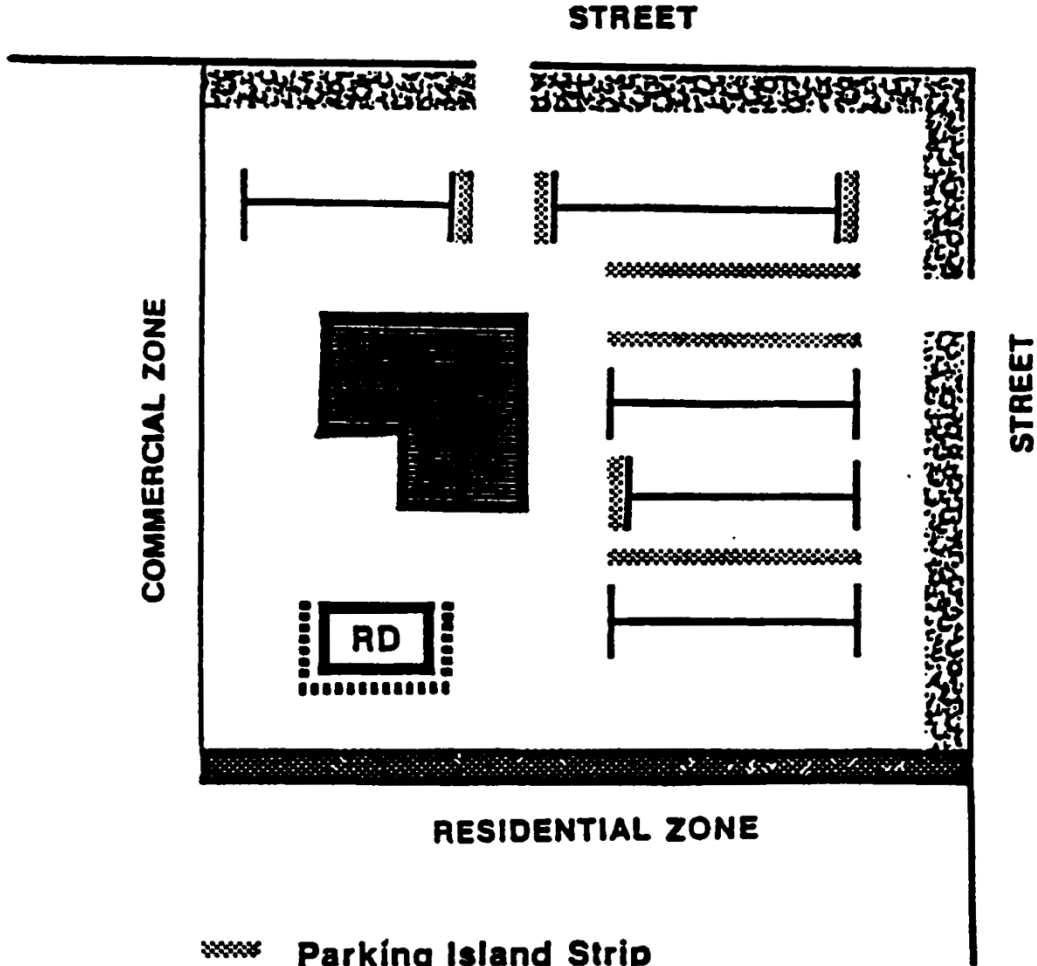 STREET
COMMERCIAL ZONE
STREET
RD
RESIDENTIAL ZONE
Parking Island Strip